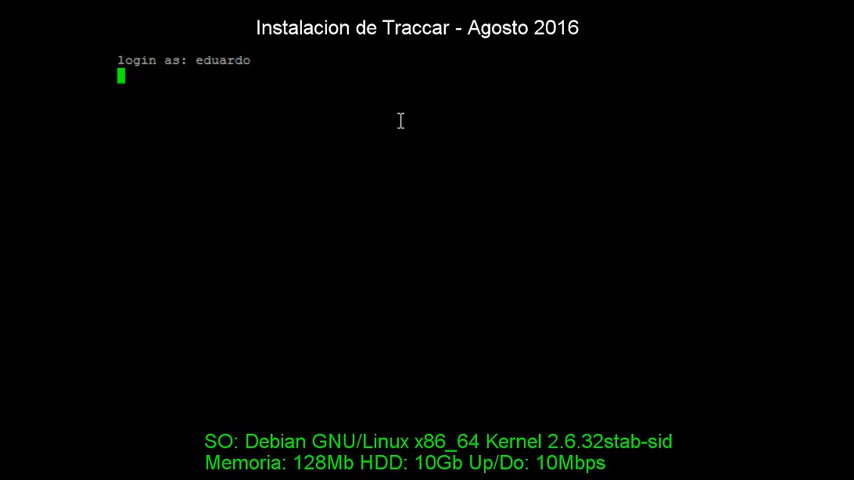 Instalacion de Traccar - Agosto 2016
login as: eduardo
SO: Debian GNU/Linux x86_64 Kernel 2.6.32stab-sid
Memoria: 128Mb HDD: 10Gb Up/Do: 10Mbps